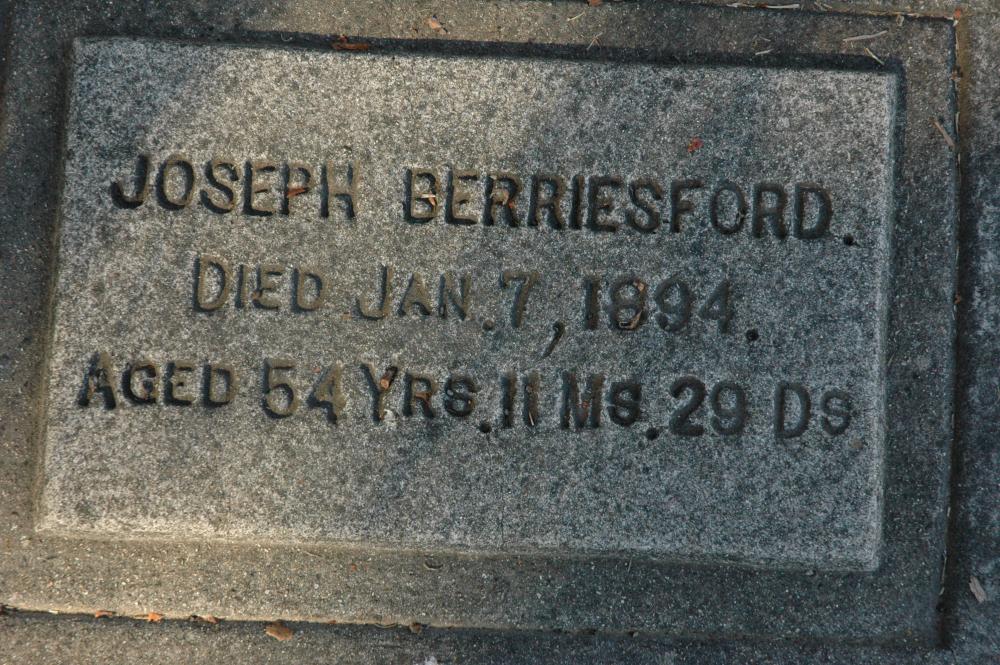 JOSEPH BERRIESFORD.
DIED JAN. 7, 1894.
AGED 54 YRS. 11 MS. 29 DS